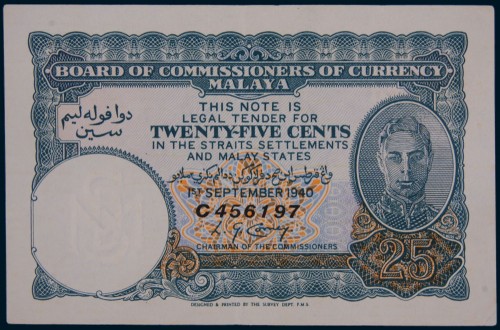 BOARD OF COMMISSIONERS OF CURRENCY
MALAYA
THIS NOTE IS
LEGAL TENDER FOR
TWENTY-FIVE CENTS
IN THE STRAITS SETTLEMENTS
AND MALAY STATES
دوا ڤوله ليم
سين
1ST SEPTEMBER 1940
C456197
CHAIRMAN OF THE COMMISSIONERS
25
DESIGNED & PRINTED BY THE SURVEY DEPT. F.M.S.